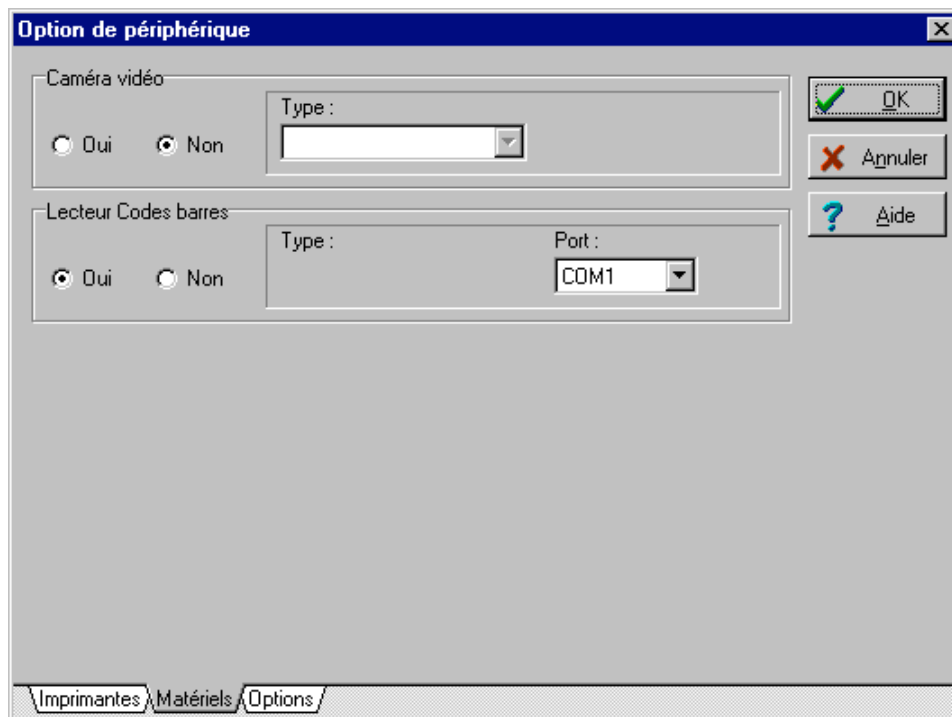 Option de périphérique
Caméra vidéo
Oui
Non
Type :
OK
Annuler
Aide
Lecteur Codes barres
Oui
Non
Type :
Port :
COM1
Imprimantes
Matériels
Options